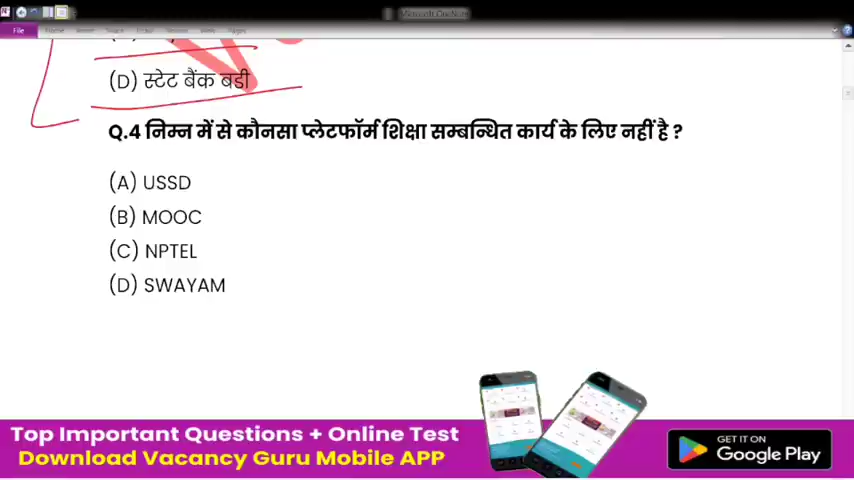 File
(D) स्टेट बैंक बडी
Q.4 निम्न में से कौनसा प्लेटफॉर्म शिक्षा सम्बन्धित कार्य के लिए नहीं है ?
(A) USSD
(B) MOOC
(C) NPTEL
(D) SWAYAM
Top Important Questions + Online Test
Download Vacancy Guru Mobile APP
GET IT ON
Google Play